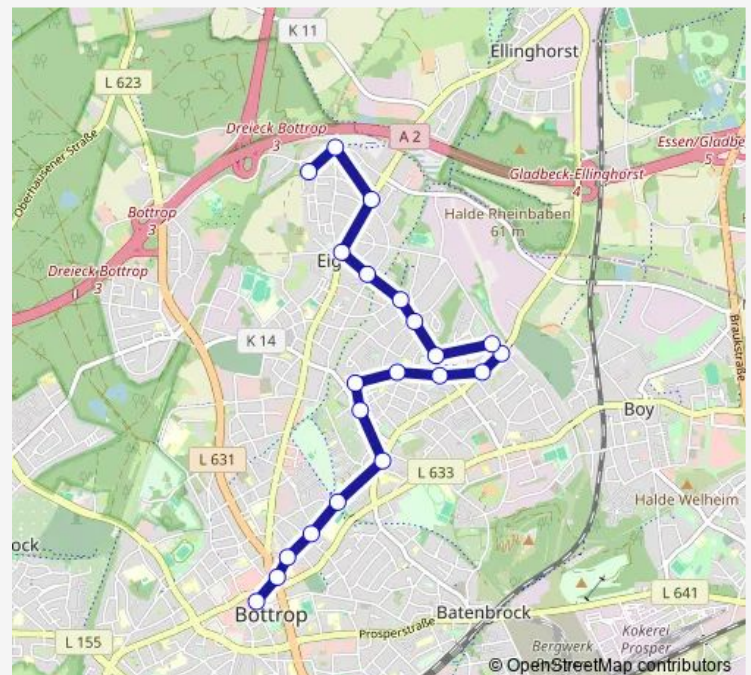 K 11
Ellinghorst
L 623
Dreieck Bottrop
3
A 2
Essen/Gladbe
5
Oberhausener Straße
Gladbeck-Ellinghorst
4
Bottrop
3
Halde Rheinbaben
61 m
Dreieck Bottrop
3
Eig
Braukstraße
K 14
Boy
L 631
L 633
Halde Welheim
ock
L 641
Bottrop
Batenbrock
Prosperstraße
L 155
Bergwerk
Kokerei
Prosper
© OpenStreetMap contributors